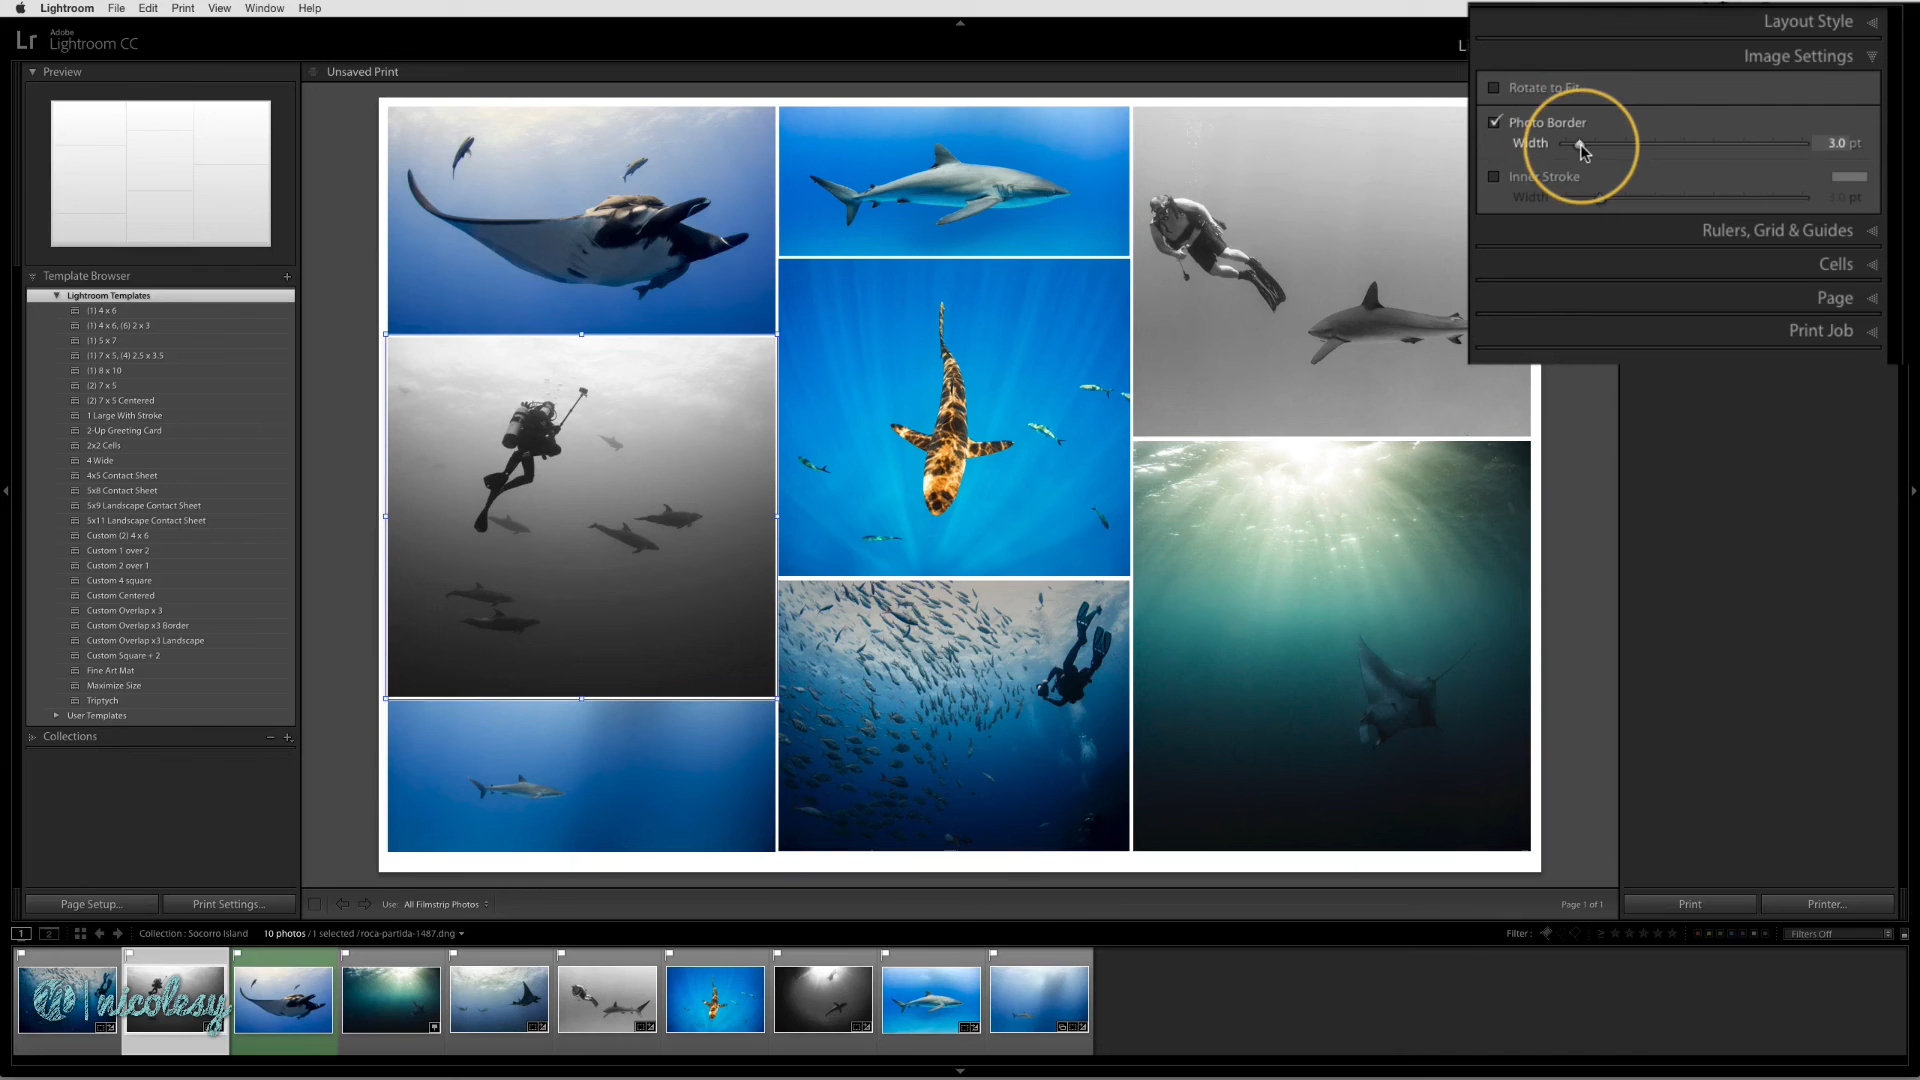 Lightroom File Edit Print View Window Help
Lr Adobe
Lightroom CC
Preview
Unsaved Print
Layout Style
Image Settings
Rotate to Fit
Photo Border
Width 3.0 pt
Inner Stroke
Width 3.0 pt
Rulers, Grid & Guides
Cells
Page
Print Job
Template Browser
Lightroom Templates
(1) 4 x 6
(1) 4 x 6, (6) 2 x 3
(1) 5 x 7
(1) 7 x 5, (4) 2.5 x 3.5
(1) 8 x 10
(2) 7 x 5
(2) 7 x 5 Centered
1 Large With Stroke
2-Up Greeting Card
2x2 Cells
4 Wide
4x5 Contact Sheet
5x8 Contact Sheet
5x9 Landscape Contact Sheet
5x11 Landscape Contact Sheet
Custom (2) 4 x 6
Custom 1 over 2
Custom 2 over 1
Custom 4 square
Custom Centered
Custom Overlap x 3
Custom Overlap x3 Border
Custom Overlap x3 Landscape
Custom Square + 2
Fine Art Mat
Maximize Size
Triptych
User Templates
Collections
Page Setup... Print Settings...
Use: All Filmstrip Photos
Page 1 of 1
Print Printer...
1 2 Collection : Socorro Island 10 photos / 1 selected / roca-partida-1487.dng
Filter : Filters Off
nicolesy